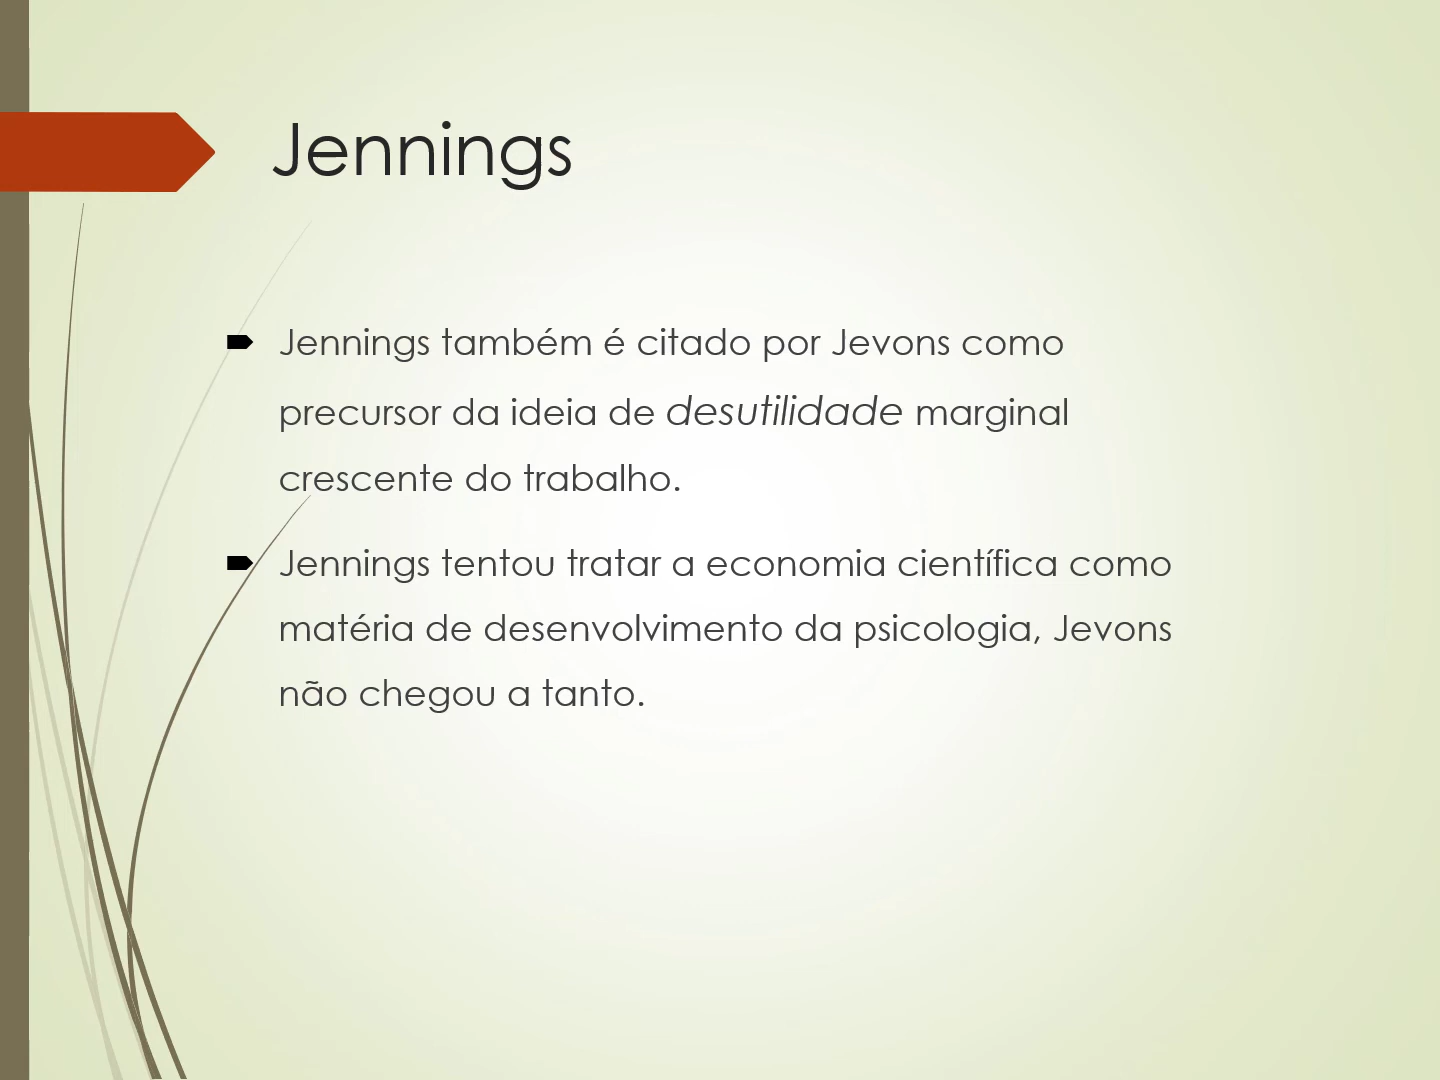 Jennings
Jennings também é citado por Jevons como
precursor da ideia de desutilidade marginal
crescente do trabalho.
Jennings tentou tratar a economia científica como
matéria de desenvolvimento da psicologia, Jevons
não chegou a tanto.